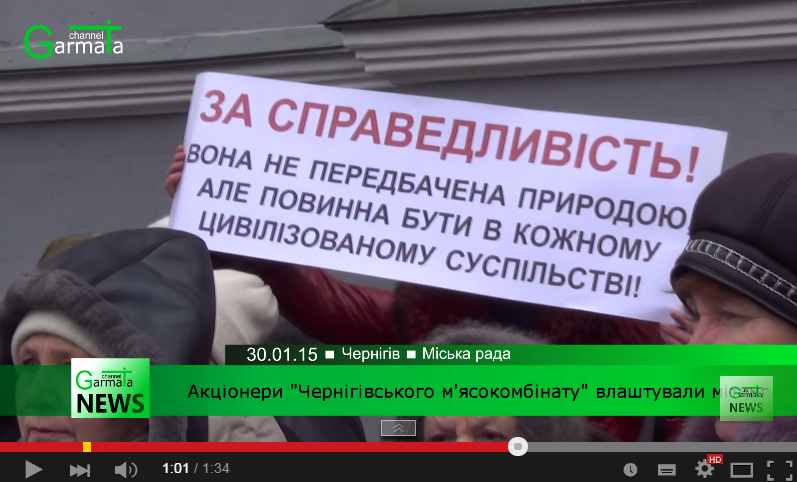 channel
Garmata
ЗА СПРАВЕДЛИВІСТЬ!
ВОНА НЕ ПЕРЕДБАЧЕНА ПРИРОДОЮ,
АЛЕ ПОВИННА БУТИ В КОЖНОМУ
ЦИВІЛІЗОВАНОМУ СУСПІЛЬСТВІ!
30.01.15 ■ Чернігів ■ Міська рада
channel
Garmata
NEWS
Акціонери "Чернігівського м'ясокомбінату" влаштували
Garmata
NEWS
1:01 / 1:34
HD